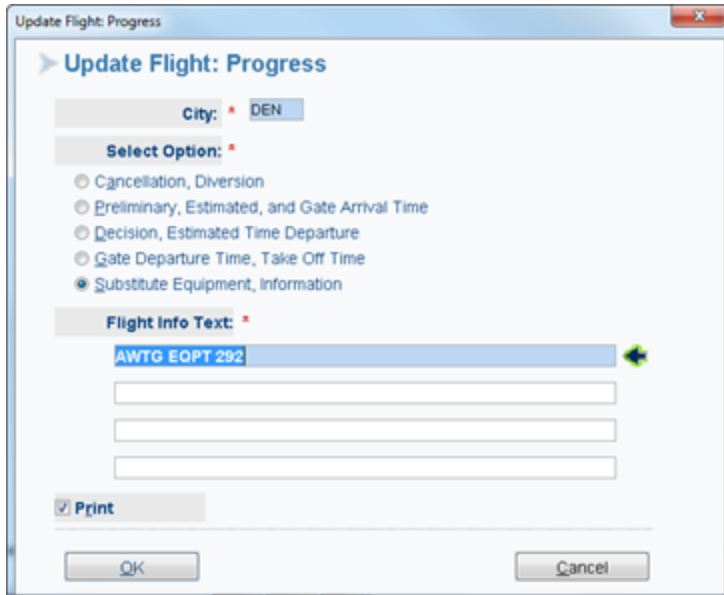 Update Flight: Progress
Update Flight: Progress
City: * DEN
Select Option: *
Cancellation, Diversion
Preliminary, Estimated, and Gate Arrival Time
Decision, Estimated Time Departure
Gate Departure Time, Take Off Time
Substitute Equipment, Information
Flight Info Text: *
AWTG EQPT 292
Print
OK Cancel